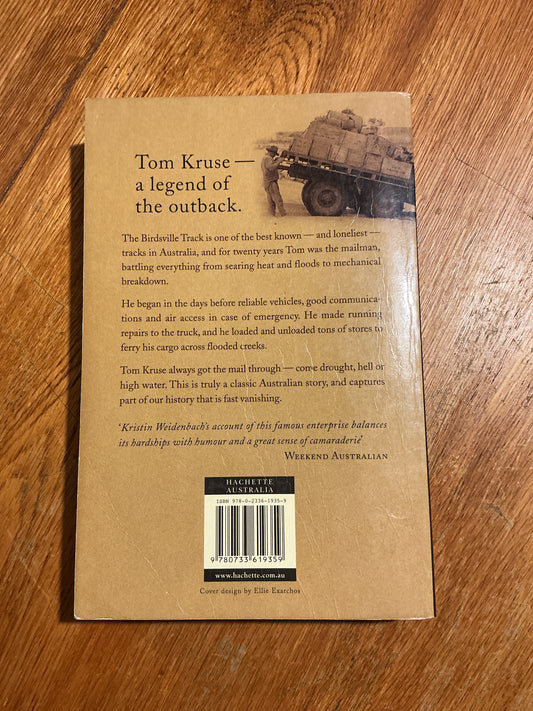 Tom Kruse —
a legend of
the outback.
The Birdsville Track is one of the best known — and loneliest —
tracks in Australia, and for twenty years Tom was the mailman,
battling everything from searing heat and floods to mechanical
breakdown.
He began in the days before reliable vehicles, good communica-
tions and air access in case of emergency. He made running
repairs to the truck, and he loaded and unloaded tons of stores to
ferry his cargo across flooded creeks.
Tom Kruse always got the mail through — come drought, hell or
high water. This is truly a classic Australian story, and captures
part of our history that is fast vanishing.
‘Kristin Weidenbach's account of this famous enterprise balances
its hardships with humour and a great sense of camaraderie’
WEEKEND AUSTRALIAN
HACHETTE
AUSTRALIA
ISBN 978-0-7336-1935-9
9 780733 619359
www.hachette.com.au
Cover design by Ellie Exarchos